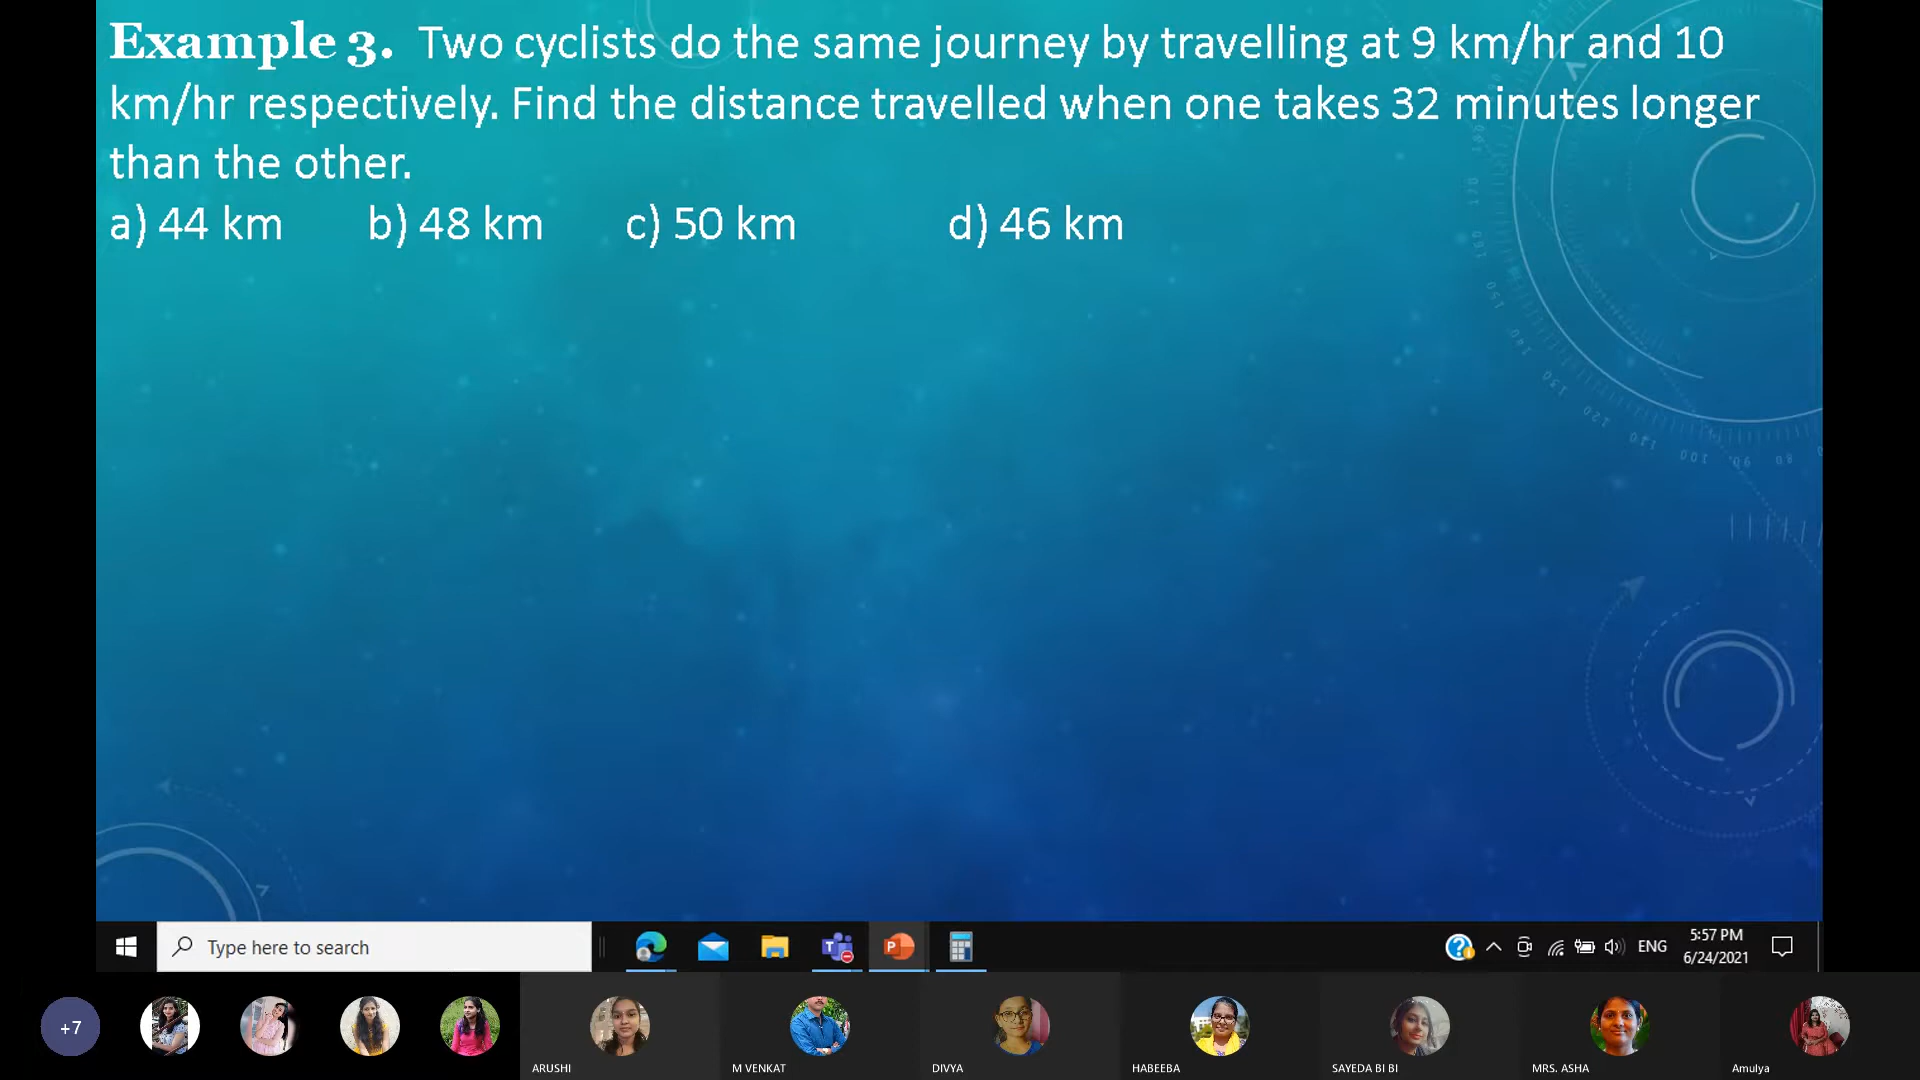 Example 3. Two cyclists do the same journey by travelling at 9 km/hr and 10
km/hr respectively. Find the distance travelled when one takes 32 minutes longer
than the other.
a) 44 km b) 48 km c) 50 km d) 46 km
Type here to search
ENG
5:57 PM
6/24/2021
+7
ARUSHI
M VENKAT
DIVYA
HABEEBA
SAYEDA BI BI
MRS. ASHA
Amulya